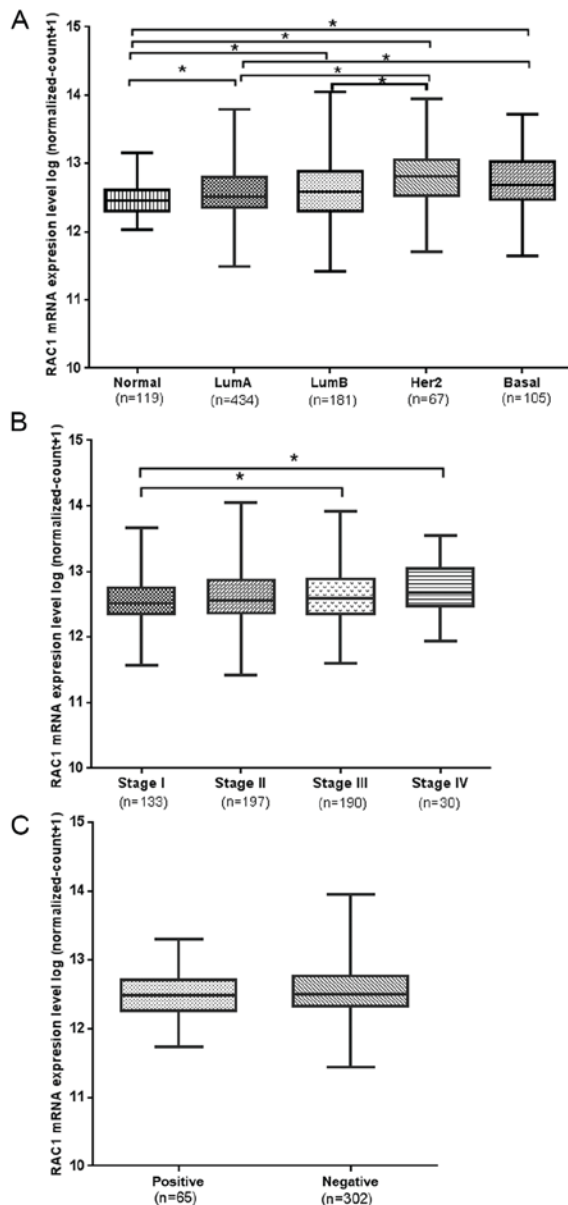 A
RAC1 mRNA expresion level log (normalized-count+1)
15
14
13
12
11
10
* * * * * * *
Normal LumA LumB Her2 Basal
(n=119) (n=434) (n=181) (n=67) (n=105)
B
RAC1 mRNA expresion level log (normalized-count+1)
15
14
13
12
11
10
* *
Stage I Stage II Stage III Stage IV
(n=133) (n=197) (n=190) (n=30)
C
RAC1 mRNA expresion level log (normalized-count+1)
15
14
13
12
11
10
Positive Negative
(n=65) (n=302)